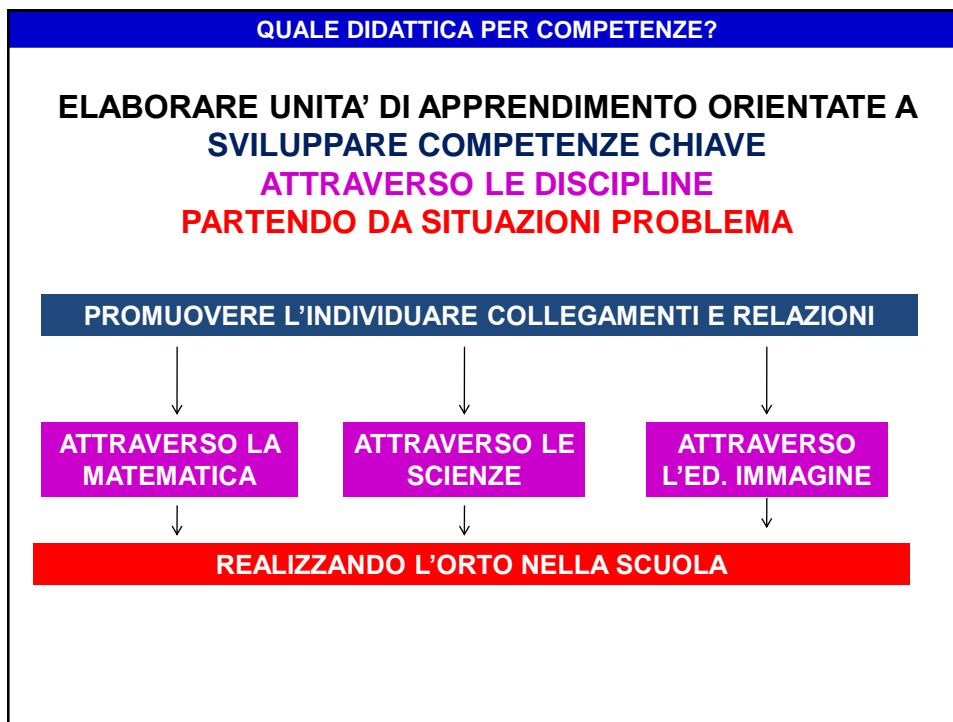 QUALE DIDATTICA PER COMPETENZE?
ELABORARE UNITA’ DI APPRENDIMENTO ORIENTATE A
SVILUPPARE COMPETENZE CHIAVE
ATTRAVERSO LE DISCIPLINE
PARTENDO DA SITUAZIONI PROBLEMA
PROMUOVERE L’INDIVIDUARE COLLEGAMENTI E RELAZIONI
ATTRAVERSO LA
MATEMATICA
ATTRAVERSO LE
SCIENZE
ATTRAVERSO
L’ED. IMMAGINE
REALIZZANDO L’ORTO NELLA SCUOLA